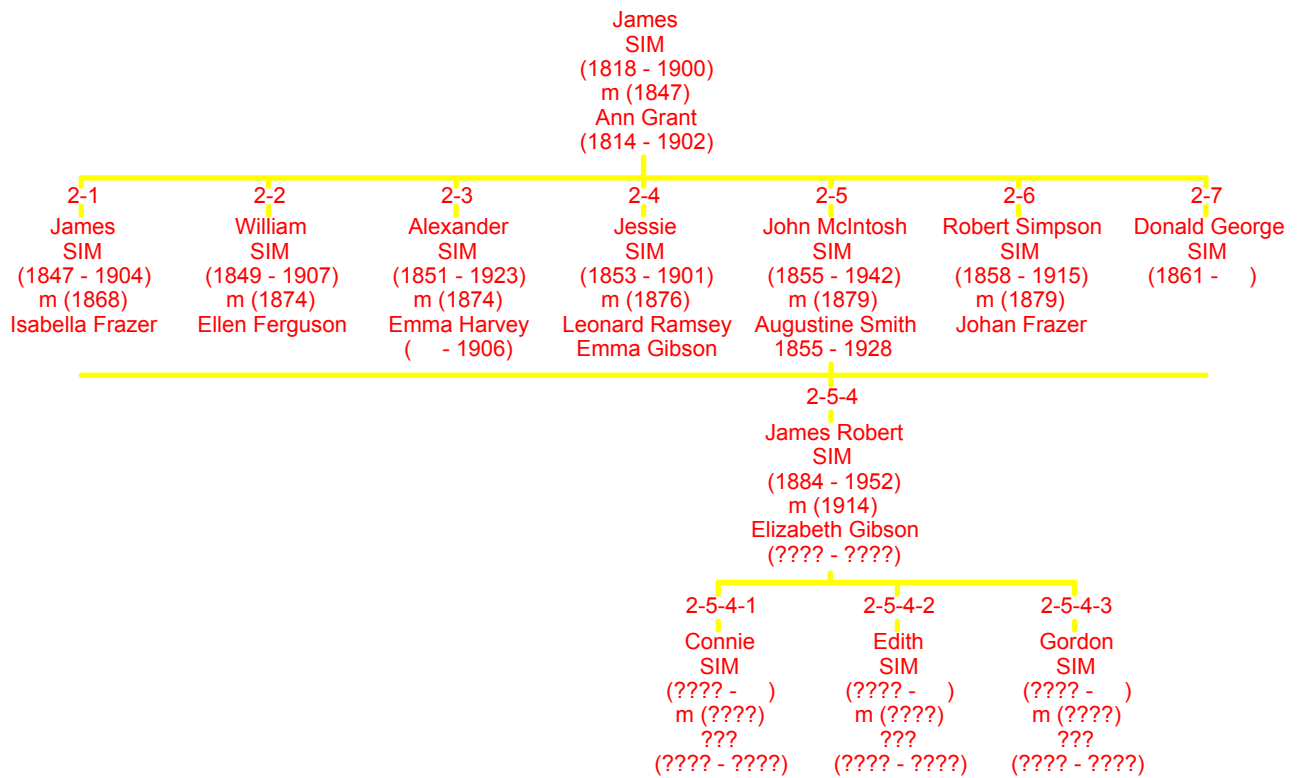 James
SIM
(1818 - 1900)
m (1847)
Ann Grant
(1814 - 1902)
2-1
James
SIM
(1847 - 1904)
m (1868)
Isabella Frazer
2-2
William
SIM
(1849 - 1907)
m (1874)
Ellen Ferguson
2-3
Alexander
SIM
(1851 - 1923)
m (1874)
Emma Harvey
(    - 1906)
2-4
Jessie
SIM
(1853 - 1901)
m (1876)
Leonard Ramsey
Emma Gibson
2-5
John McIntosh
SIM
(1855 - 1942)
m (1879)
Augustine Smith
1855 - 1928
2-6
Robert Simpson
SIM
(1858 - 1915)
m (1879)
Johan Frazer
2-7
Donald George
SIM
(1861 -    )
2-5-4
James Robert
SIM
(1884 - 1952)
m (1914)
Elizabeth Gibson
(???? - ????)
2-5-4-1
Connie
SIM
(???? -    )
m (????)
???
(???? - ????)
2-5-4-2
Edith
SIM
(???? -    )
m (????)
???
(???? - ????)
2-5-4-3
Gordon
SIM
(???? -    )
m (????)
???
(???? - ????)